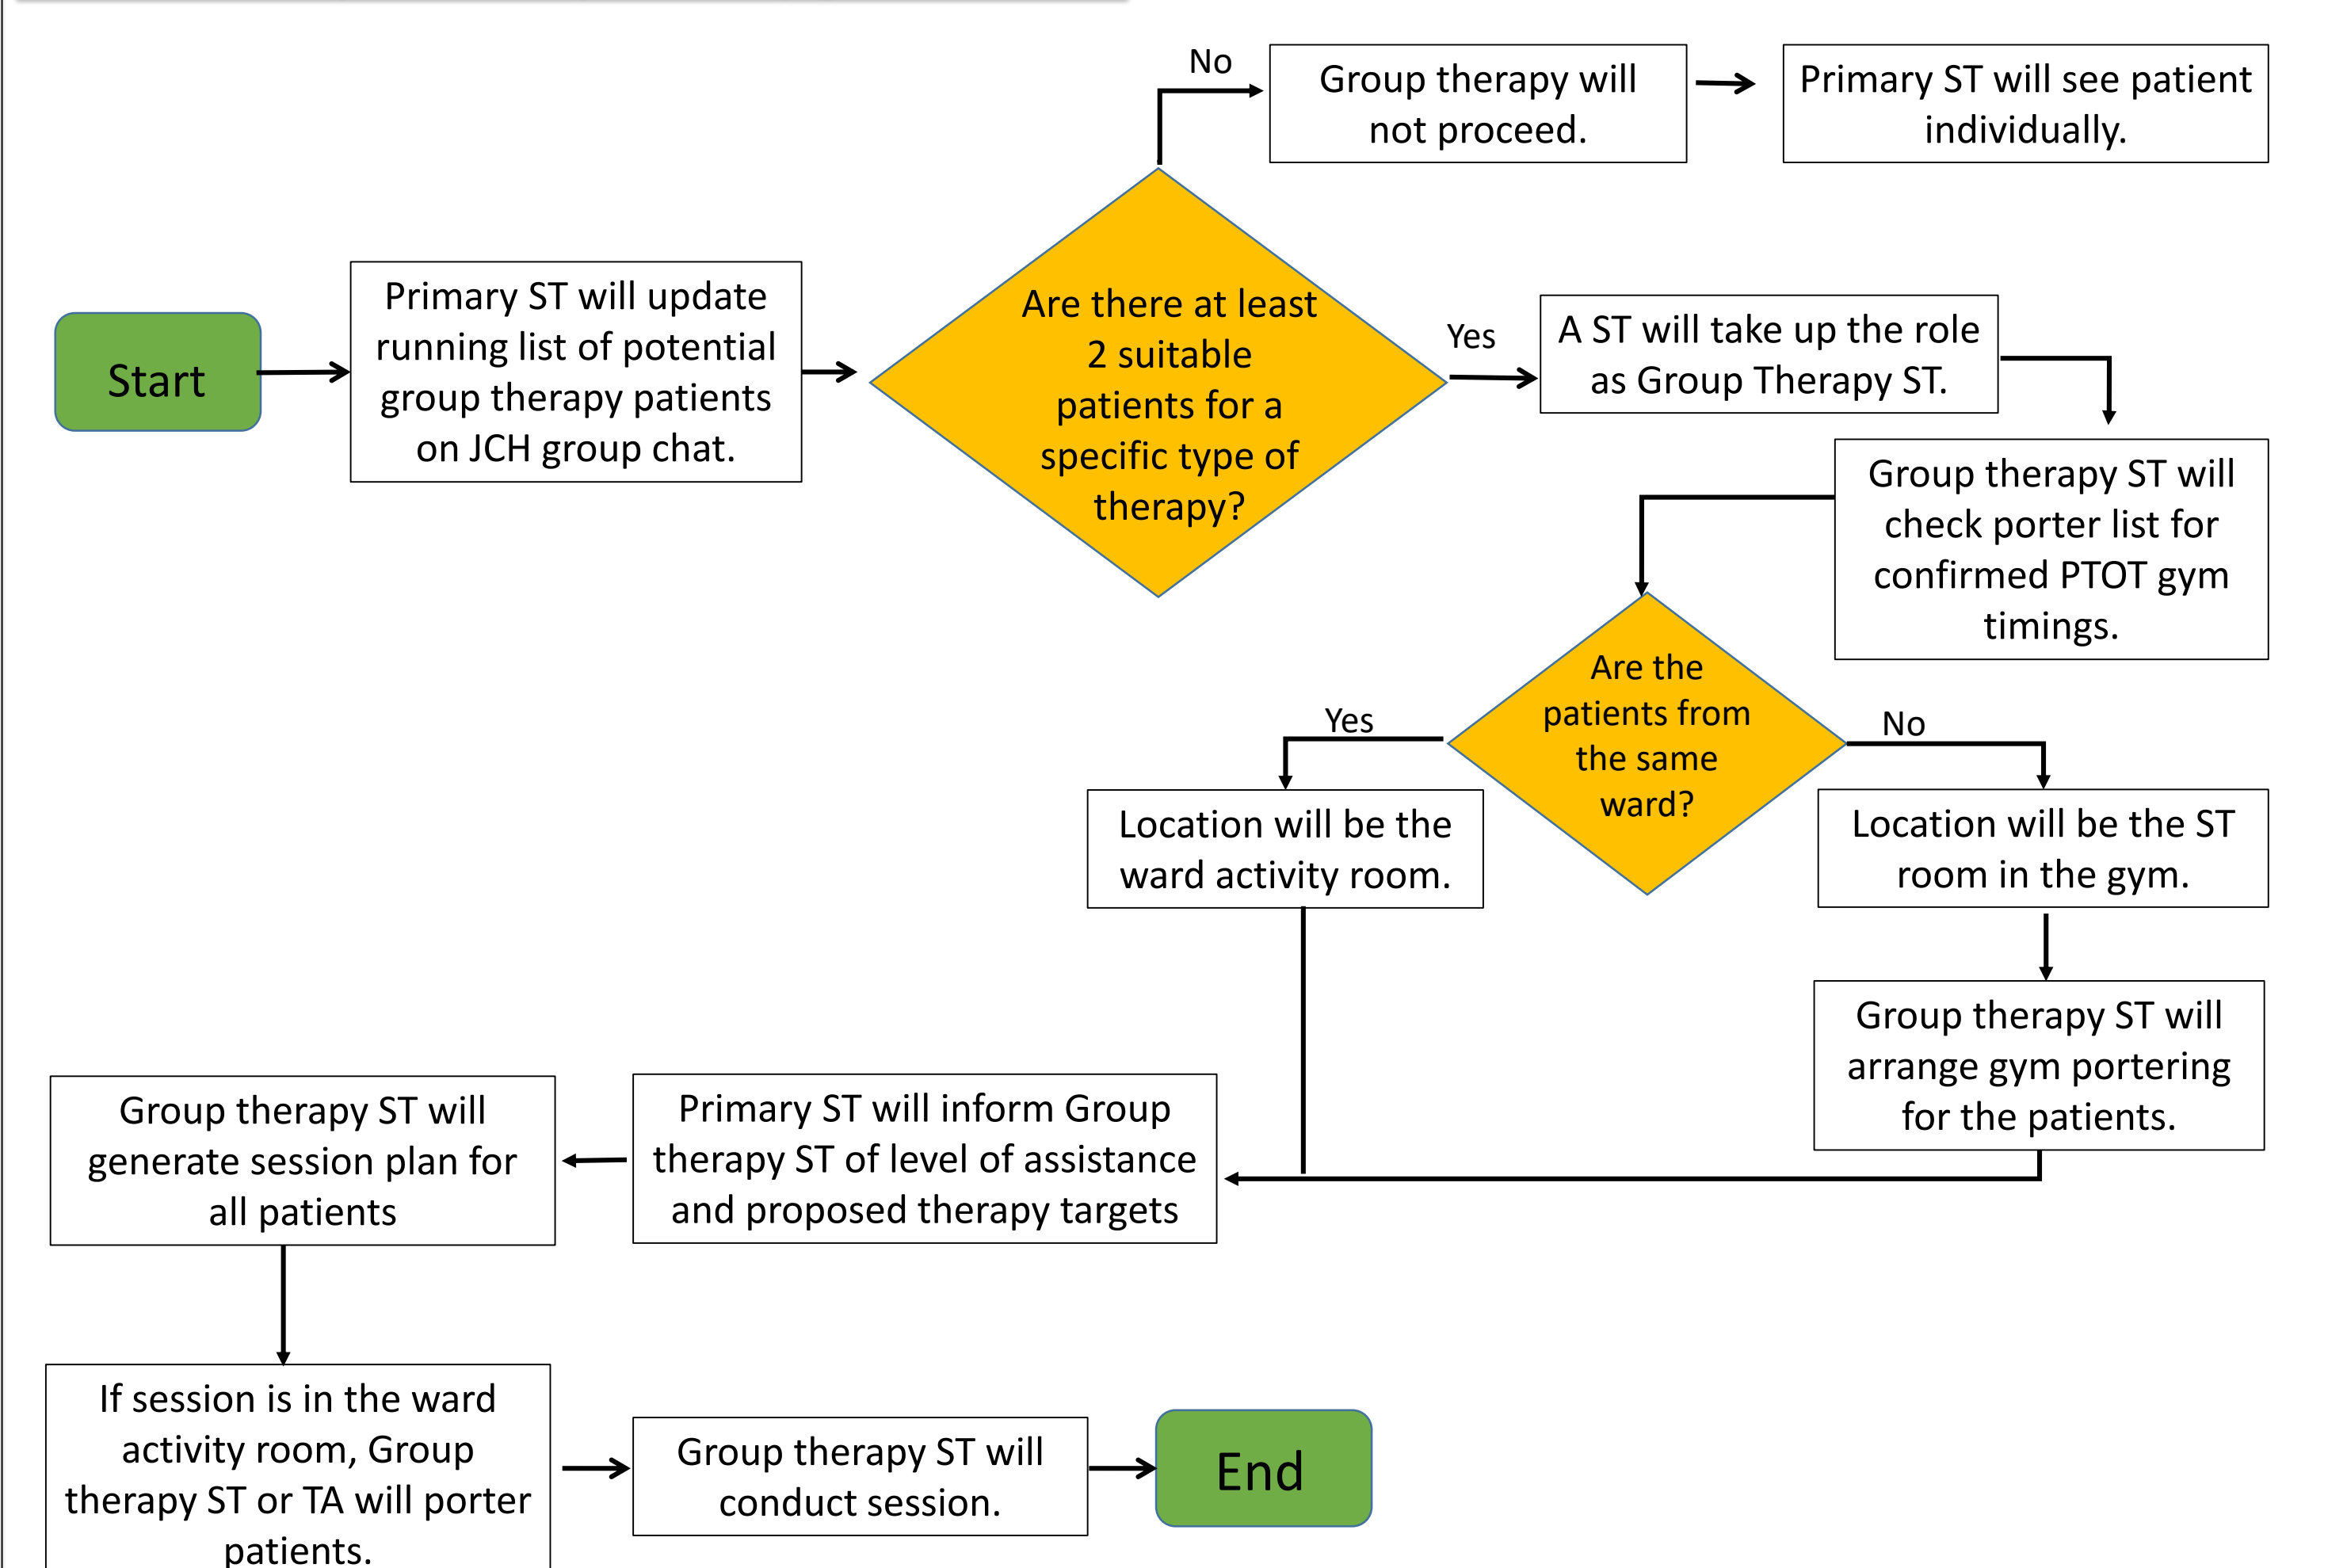 No
Group therapy will
not proceed.
Primary ST will see patient
individually.
Start
Primary ST will update
running list of potential
group therapy patients
on JCH group chat.
Are there at least
2 suitable
patients for a
specific type of
therapy?
Yes
A ST will take up the role
as Group Therapy ST.
Group therapy ST will
check porter list for
confirmed PTOT gym
timings.
Are the
patients from
the same
ward?
Yes
No
Location will be the
ward activity room.
Location will be the ST
room in the gym.
Group therapy ST will
arrange gym portering
for the patients.
Primary ST will inform Group
therapy ST of level of assistance
and proposed therapy targets
Group therapy ST will
generate session plan for
all patients
If session is in the ward
activity room, Group
therapy ST or TA will porter
patients.
Group therapy ST will
conduct session.
End